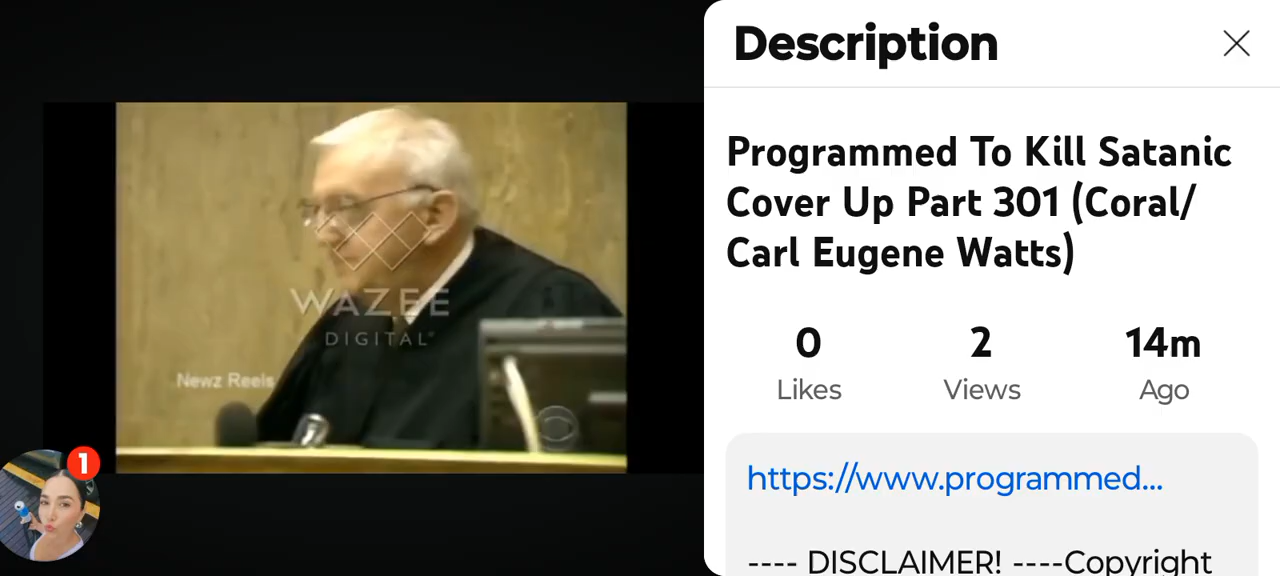 WAZEE
DIGITAL
Newz Reels
1
Description
Programmed To Kill Satanic
Cover Up Part 301 (Coral/
Carl Eugene Watts)
0
2
14m
Likes
Views
Ago
https://www.programmed...
---- DISCLAIMER! ----Copyright